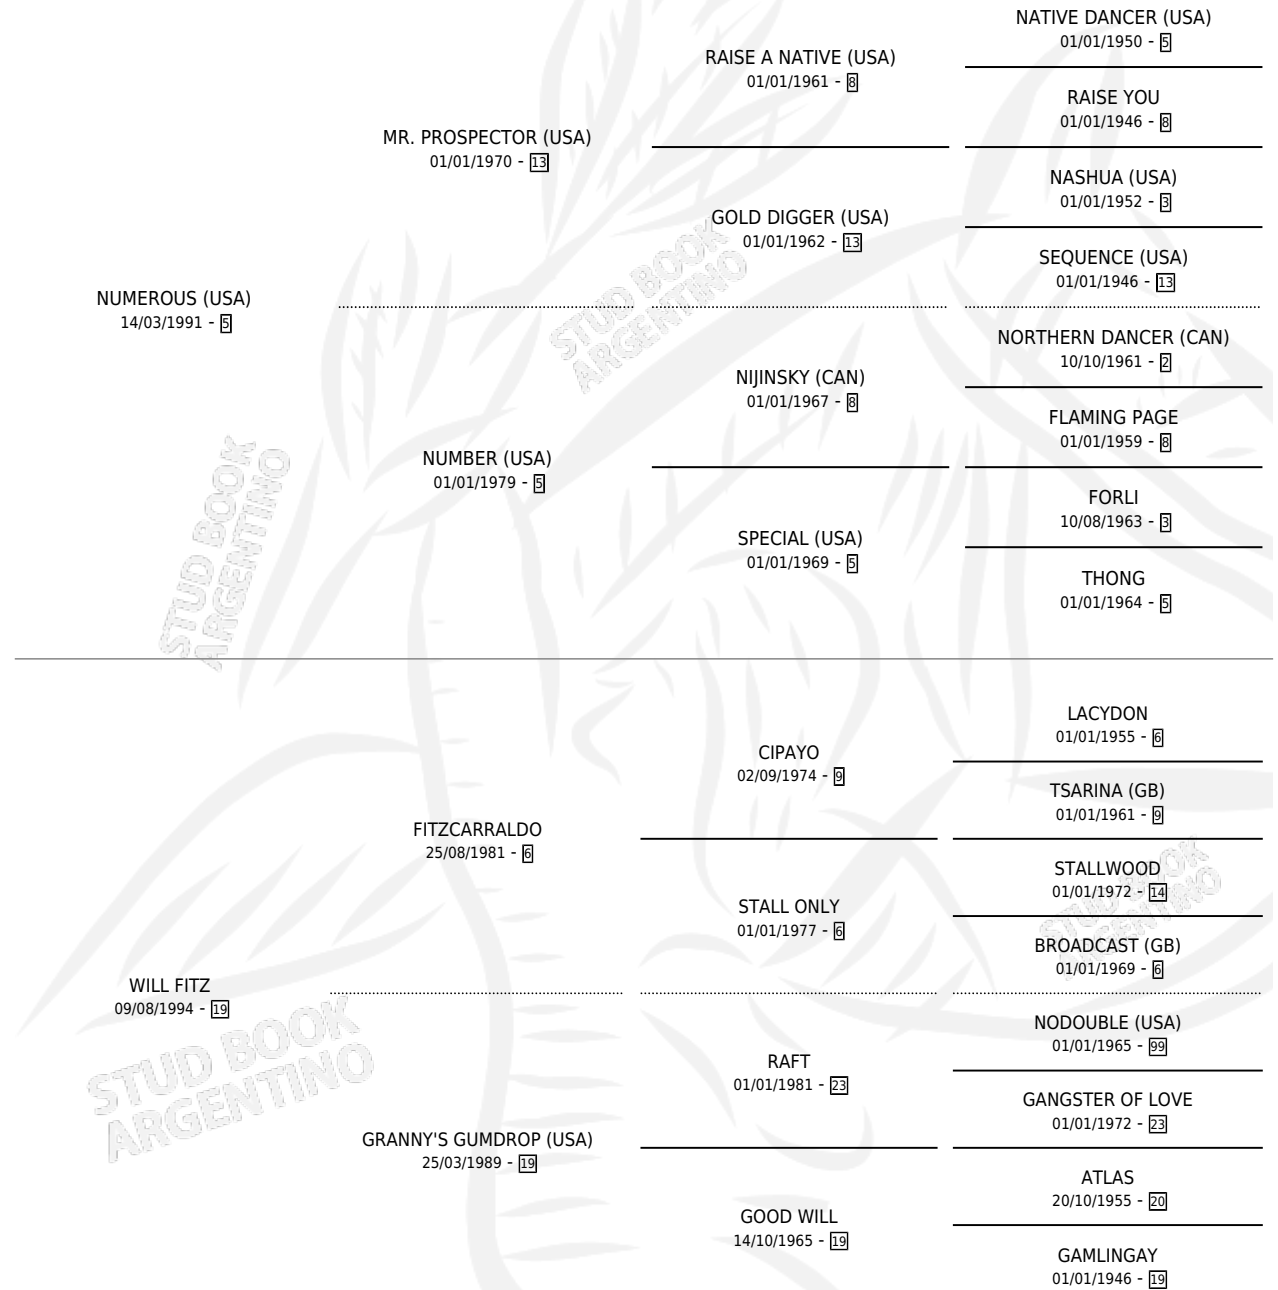 NATIVE DANCER (USA)
01/01/1950 - 5
RAISE A NATIVE (USA)
01/01/1961 - 8
RAISE YOU
01/01/1946 - 8
MR. PROSPECTOR (USA)
01/01/1970 - 13
NASHUA (USA)
01/01/1952 - 3
GOLD DIGGER (USA)
01/01/1962 - 13
SEQUENCE (USA)
01/01/1946 - 13
NUMEROUS (USA)
14/03/1991 - 5
STUD BOOK
ARGENTINO
NORTHERN DANCER (CAN)
10/10/1961 - 2
NIJINSKY (CAN)
01/01/1967 - 8
FLAMING PAGE
01/01/1959 - 8
NUMBER (USA)
01/01/1979 - 5
FORLI
10/08/1963 - 3
SPECIAL (USA)
01/01/1969 - 5
THONG
01/01/1964 - 5
STUD BOOK
ARGENTINO
LACYDON
01/01/1955 - 6
CIPAYO
02/09/1974 - 9
TSARINA (GB)
01/01/1961 - 9
FITZCARRALDO
25/08/1981 - 6
STALLWOOD
01/01/1972 - 14
STALL ONLY
01/01/1977 - 6
STUD BOOK
ARGENTINO
BROADCAST (GB)
01/01/1969 - 6
WILL FITZ
09/08/1994 - 19
STUD BOOK
ARGENTINO
NODOUBLE (USA)
01/01/1965 - 99
RAFT
01/01/1981 - 23
GANGSTER OF LOVE
01/01/1972 - 23
GRANNY'S GUMDROP (USA)
25/03/1989 - 19
ATLAS
20/10/1955 - 20
GOOD WILL
14/10/1965 - 19
GAMLINGAY
01/01/1946 - 19